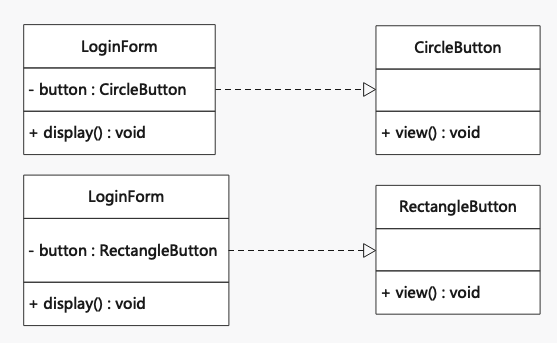 LoginForm
- button : CircleButton
+ display() : void
CircleButton
+ view() : void
LoginForm
- button : RectangleButton
+ display() : void
RectangleButton
+ view() : void